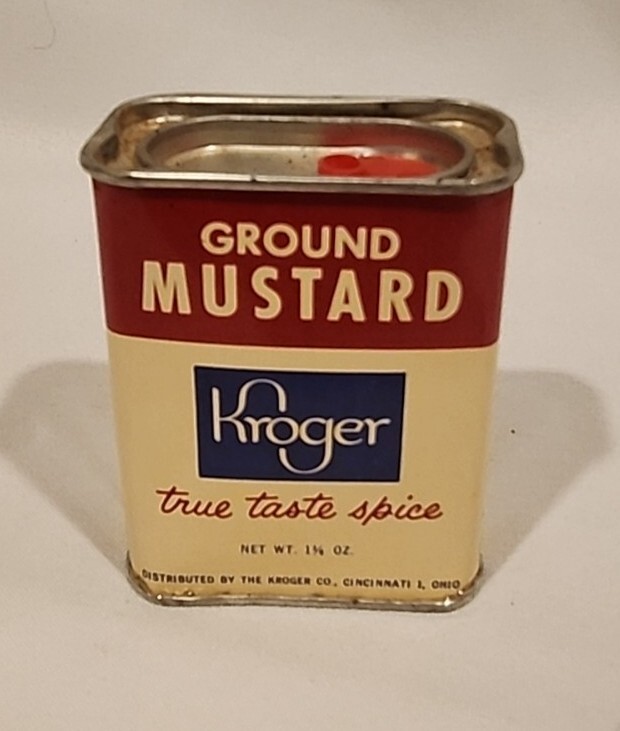 GROUND
MUSTARD
Kroger
true taste spice
NET WT. 1¾ OZ.
DISTRIBUTED BY THE KROGER CO., CINCINNATI 1, OHIO